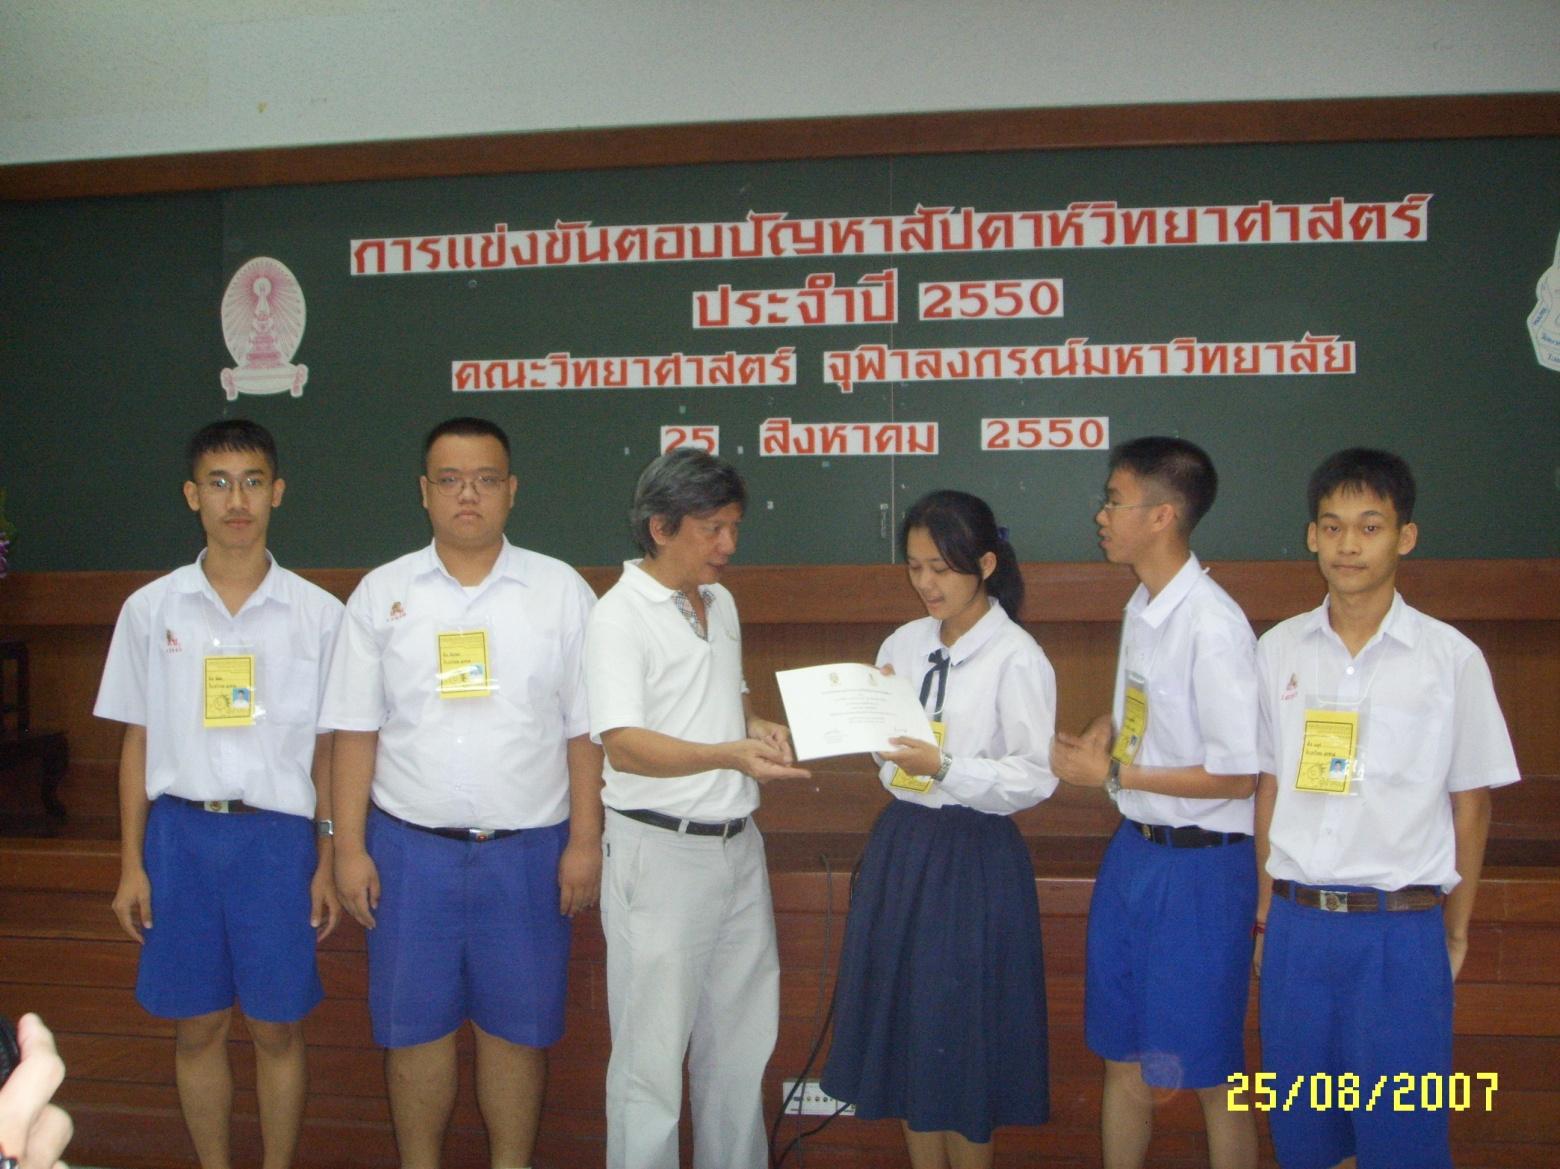 การแข่งขันตอบปัญหาสัปดาห์วิทยาศาสตร์
ประจำปี 2550
คณะวิทยาศาสตร์ จุฬาลงกรณ์มหาวิทยาลัย
25 สิงหาคม 2550
25/08/2007